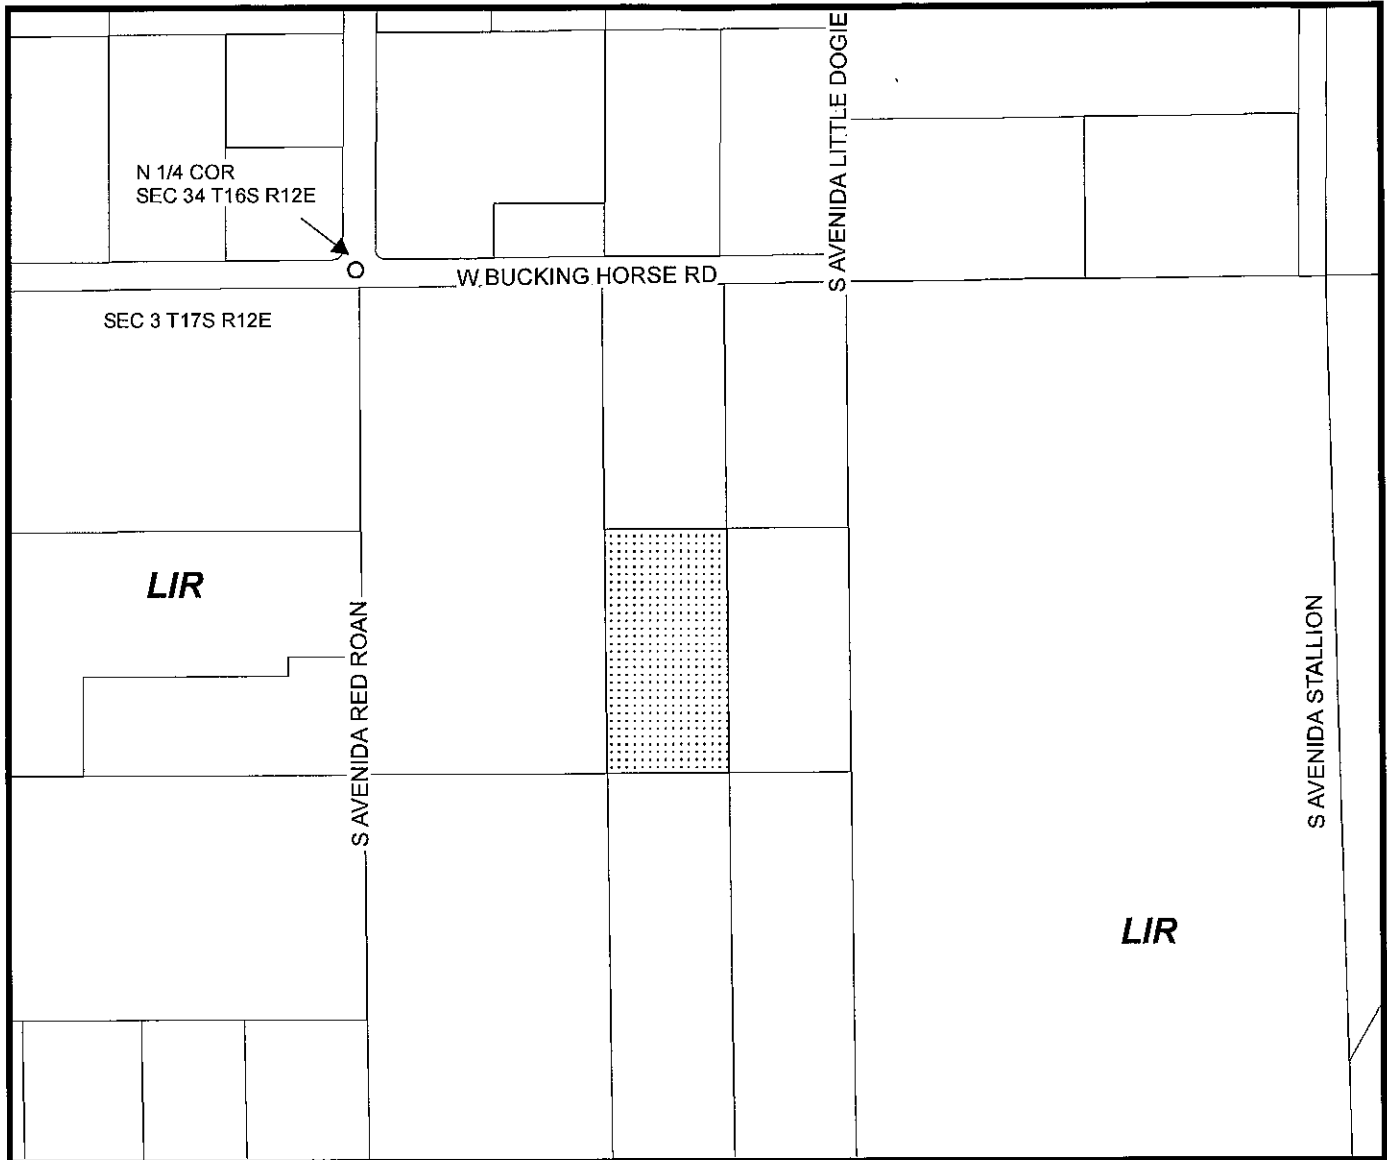 S AVENIDA LITTLE DOGIE
N 1/4 COR
SEC 34 T16S R12E
W BUCKING HORSE RD
SEC 3 T17S R12E
LIR
S AVENIDA RED ROAN
S AVENIDA STALLION
LIR